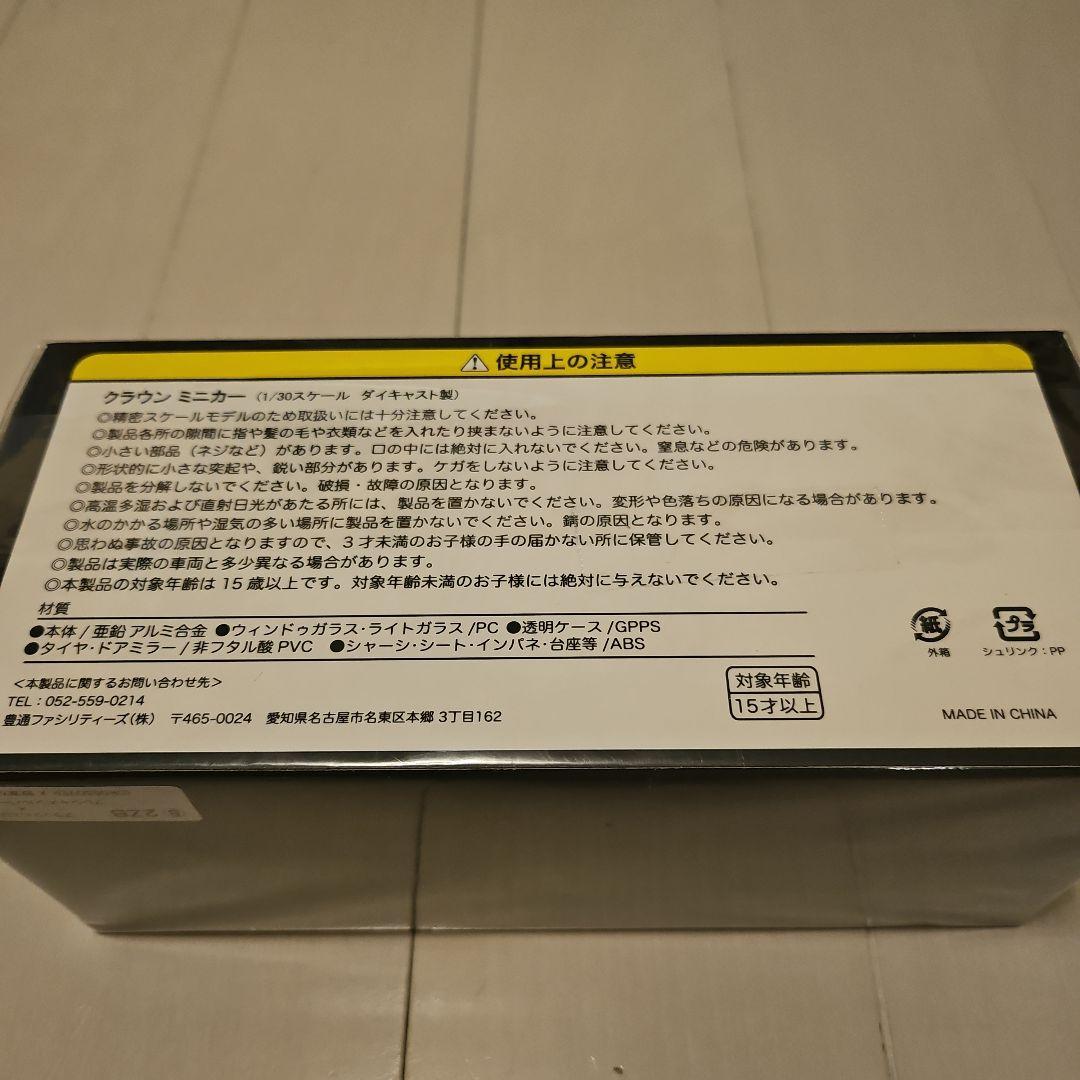 ⚠ 使用上の注意
クラウン ミニカー（1/30スケール ダイキャスト製）
◎精密スケールモデルのため取扱いには十分注意してください。
◎製品各所の隙間に指や髪の毛や衣類などを入れたり挟まないように注意してください。
◎小さい部品（ネジなど）があります。口の中には絶対に入れないでください。窒息などの危険があります。
◎形状的に小さな突起や、鋭い部分があります。ケガをしないように注意してください。
◎製品を分解しないでください。破損・故障の原因となります。
◎高温多湿および直射日光があたる所には、製品を置かないでください。変形や色落ちの原因になる場合があります。
◎水のかかる場所や湿気の多い場所に製品を置かないでください。錆の原因となります。
◎思わぬ事故の原因となりますので、3才未満のお子様の手の届かない所に保管してください。
◎製品は実際の車両と多少異なる場合があります。
◎本製品の対象年齢は15歳以上です。対象年齢未満のお子様には絶対に与えないでください。
材質
●本体/亜鉛 アルミ合金 ●ウィンドゥガラス・ライトガラス/PC ●透明ケース/GPPS
●タイヤ・ドアミラー/非フタル酸PVC ●シャーシ・シート・インパネ・台座等/ABS
紙
外箱
プラ
シュリンク：PP
＜本製品に関するお問い合わせ先＞
TEL：052-559-0214
豊通ファシリティーズ(株) 〒465-0024 愛知県名古屋市名東区本郷3丁目162
対象年齢
15才以上
MADE IN CHINA